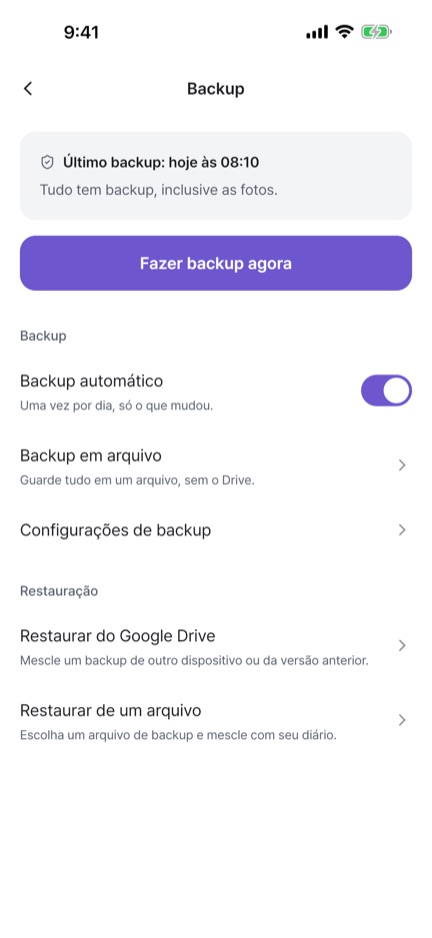 9:41
Backup
Último backup: hoje às 08:10
Tudo tem backup, inclusive as fotos.
Fazer backup agora
Backup
Backup automático
Uma vez por dia, só o que mudou.
Backup em arquivo
Guarde tudo em um arquivo, sem o Drive.
Configurações de backup
Restauração
Restaurar do Google Drive
Mescle um backup de outro dispositivo ou da versão anterior.
Restaurar de um arquivo
Escolha um arquivo de backup e mescle com seu diário.